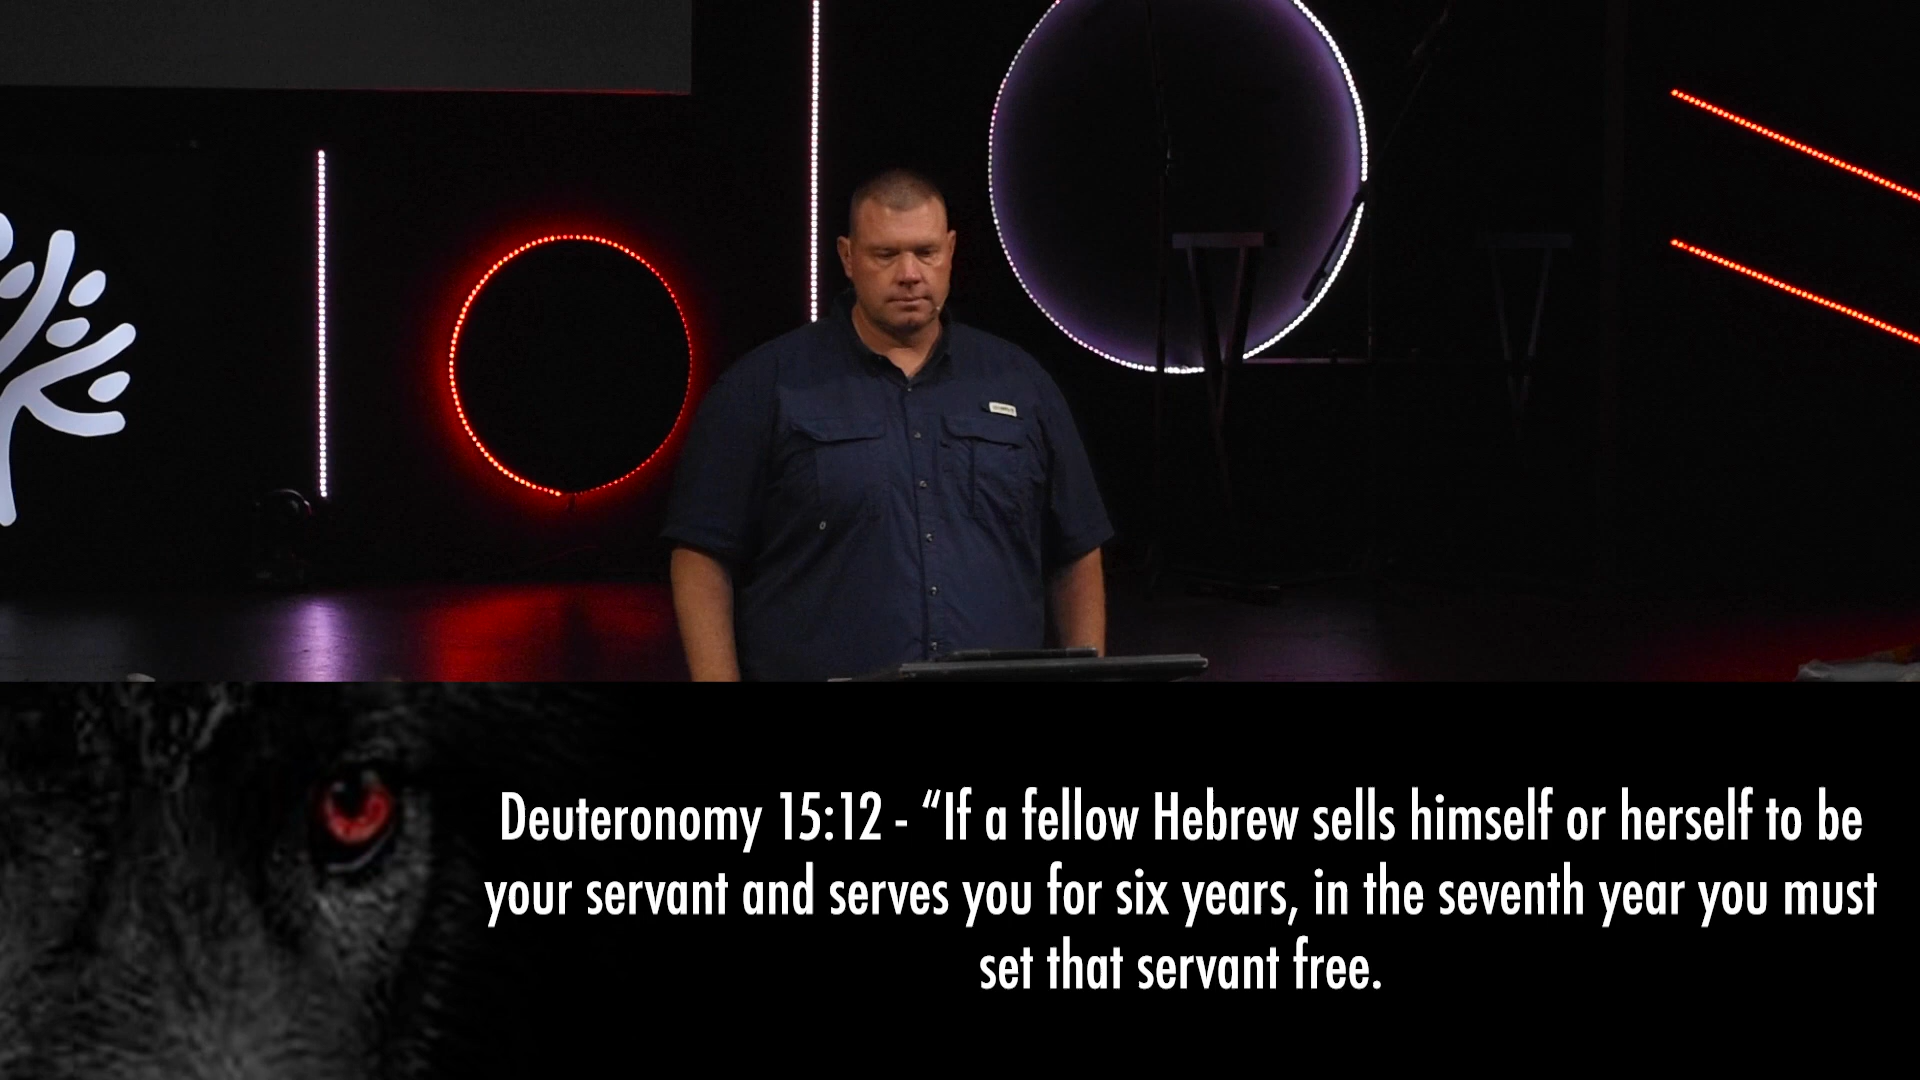 Deuteronomy 15:12 - “If a fellow Hebrew sells himself or herself to be
your servant and serves you for six years, in the seventh year you must
set that servant free.